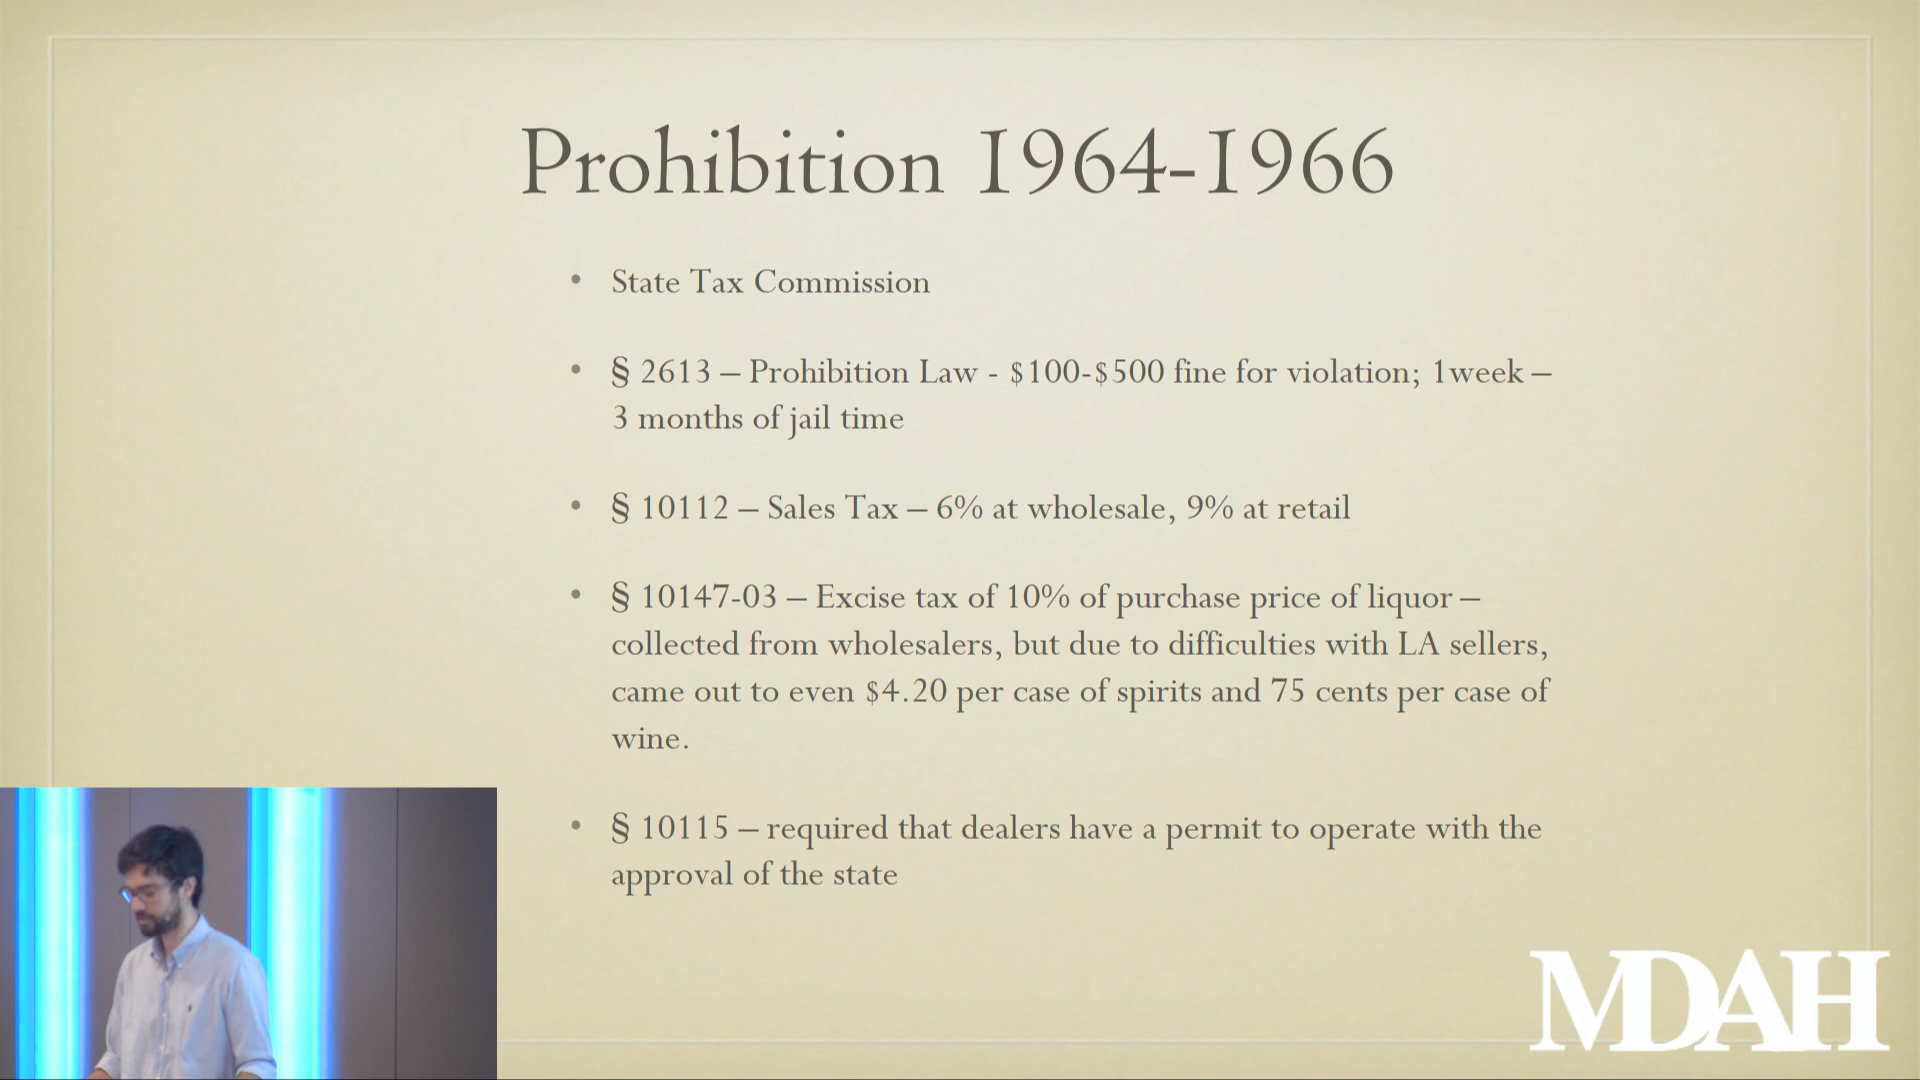 Prohibition 1964-1966
• State Tax Commission
• § 2613 – Prohibition Law - $100-$500 fine for violation; 1week –
3 months of jail time
• § 10112 – Sales Tax – 6% at wholesale, 9% at retail
• § 10147-03 – Excise tax of 10% of purchase price of liquor –
collected from wholesalers, but due to difficulties with LA sellers,
came out to even $4.20 per case of spirits and 75 cents per case of
wine.
• § 10115 – required that dealers have a permit to operate with the
approval of the state
MDAH